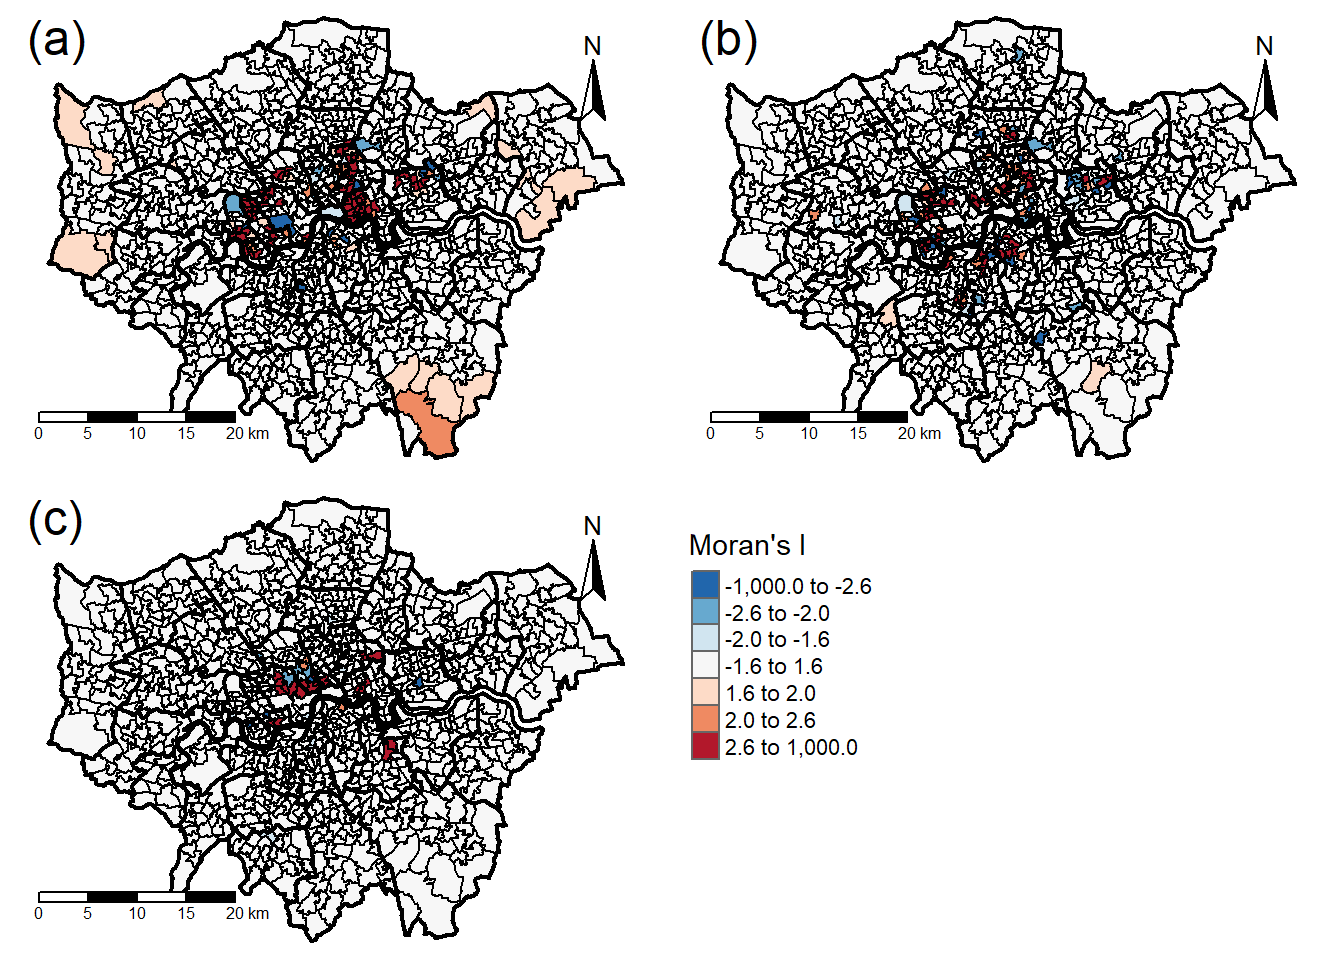 (a)
N
0 5 10 15 20 km
(b)
N
0 5 10 15 20 km
(c)
N
0 5 10 15 20 km
Moran's I
-1,000.0 to -2.6
-2.6 to -2.0
-2.0 to -1.6
-1.6 to 1.6
1.6 to 2.0
2.0 to 2.6
2.6 to 1,000.0